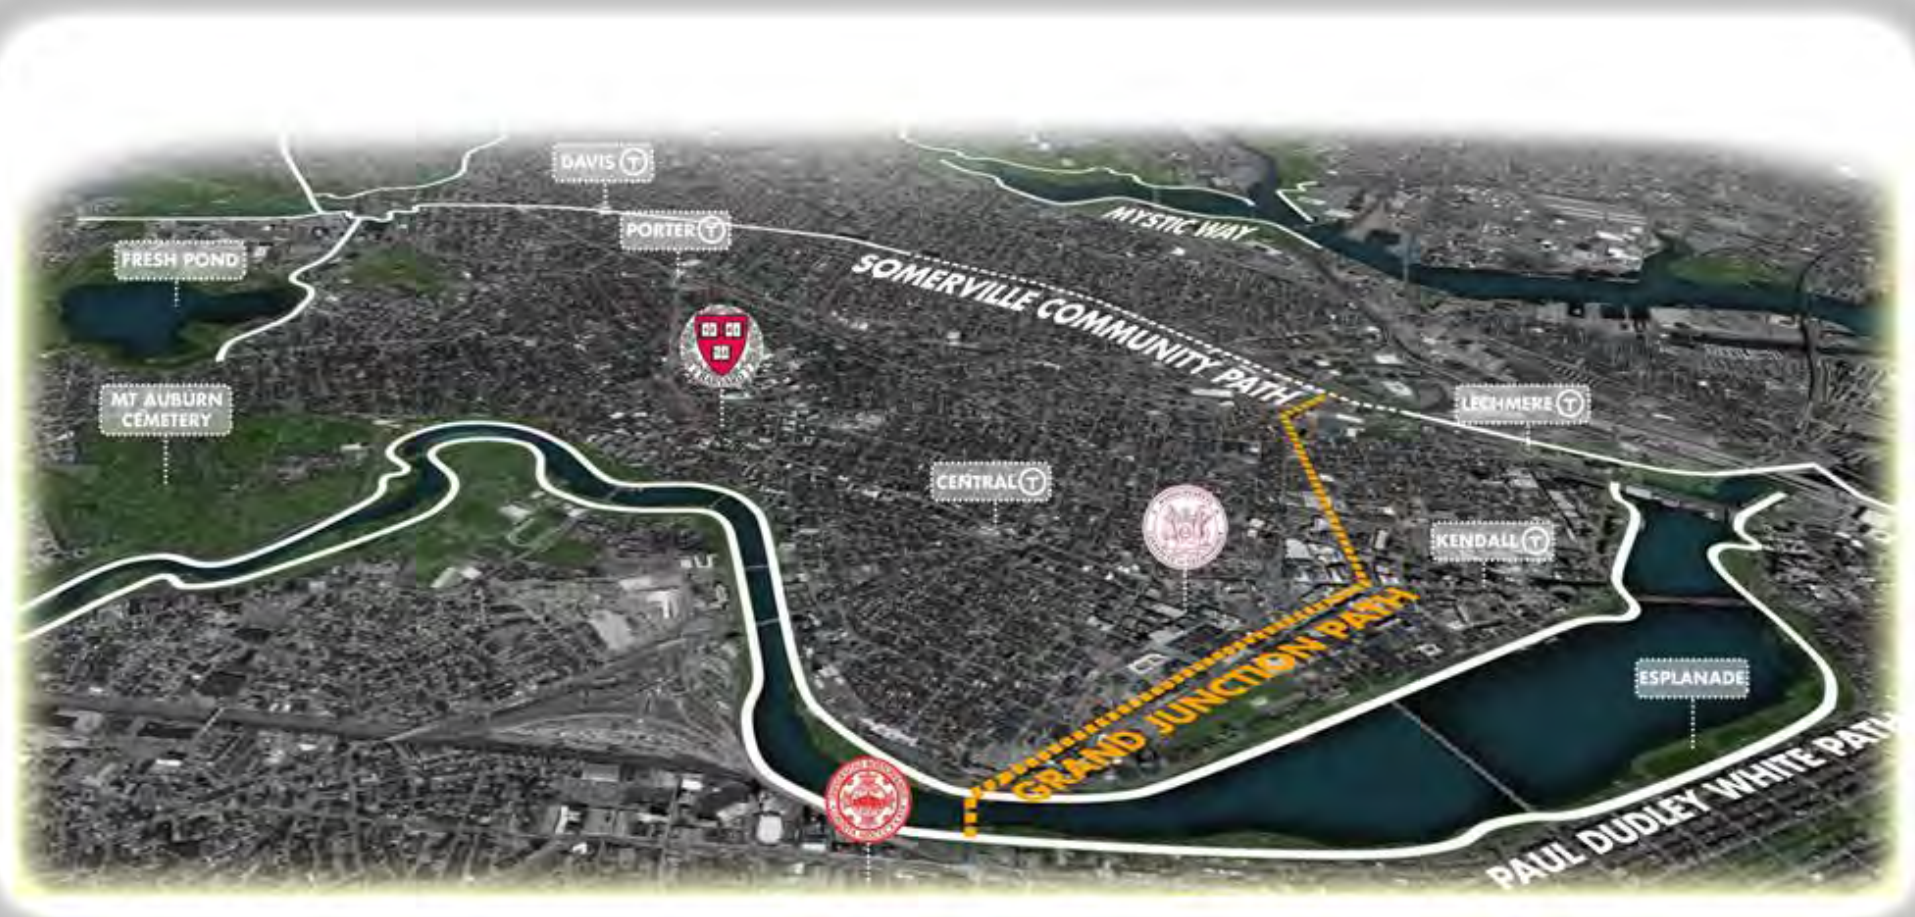 DAVIS T
PORTER T
MYSTIC WAY
FRESH POND
SOMERVILLE COMMUNITY PATH
MT AUBURN
CEMETERY
HARVARD
LECHMERE T
CENTRAL T
KENDALL T
GRAND JUNCTION PATH
ESPLANADE
PAUL DUDLEY WHITE PATH